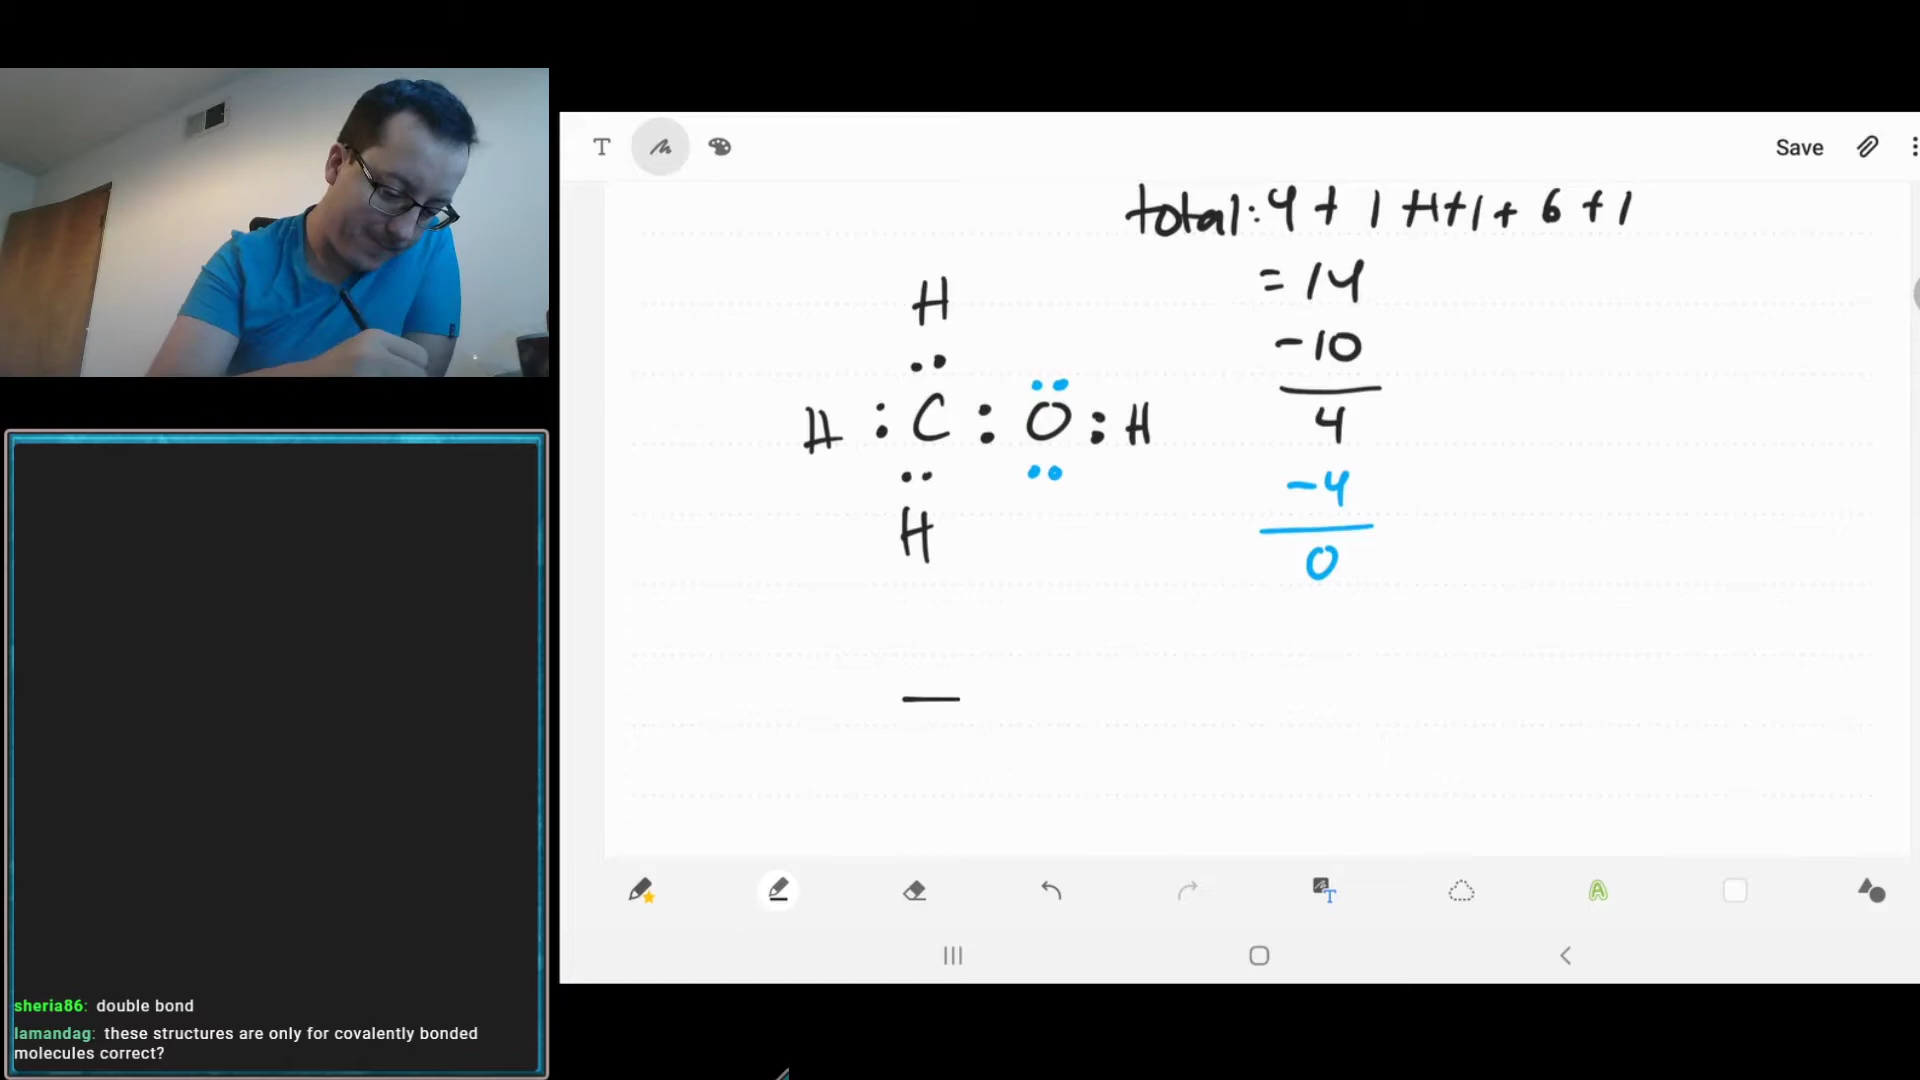 T
Save
total: 4 + 1 + 1 + 1 + 6 + 1
= 14
- 10
4
- 4
0
H
H : C : O : H
H
T
A
sheria86: double bond
lamandag: these structures are only for covalently bonded
molecules correct?